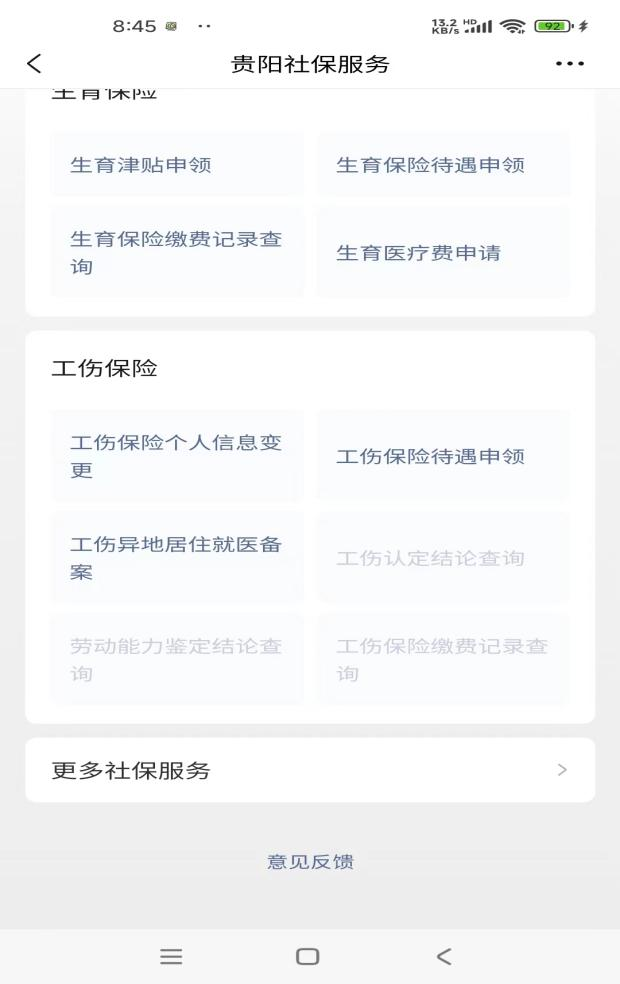 8:45
13.2 KB/s HD 92
贵阳社保服务
生育保险
生育津贴申领
生育保险待遇申领
生育保险缴费记录查
询
生育医疗费申请
工伤保险
工伤保险个人信息变
更
工伤保险待遇申领
工伤异地居住就医备
案
工伤认定结论查询
劳动能力鉴定结论查
询
工伤保险缴费记录查
询
更多社保服务
意见反馈